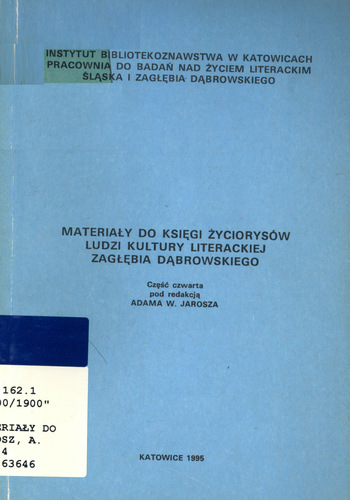 INSTYTUT BIBLIOTEKOZNAWSTWA W KATOWICACH
PRACOWNIA DO BADAŃ NAD ŻYCIEM LITERACKIM
ŚLĄSKA I ZAGŁĘBIA DĄBROWSKIEGO
MATERIAŁY DO KSIĘGI ŻYCIORYSÓW
LUDZI KULTURY LITERACKIEJ
ZAGŁĘBIA DĄBROWSKIEGO
Część czwarta
pod redakcją
ADAMA W. JAROSZA
162.1
00/1900"
ERIAŁY DO
OSZ, A.
4
63646
KATOWICE 1995